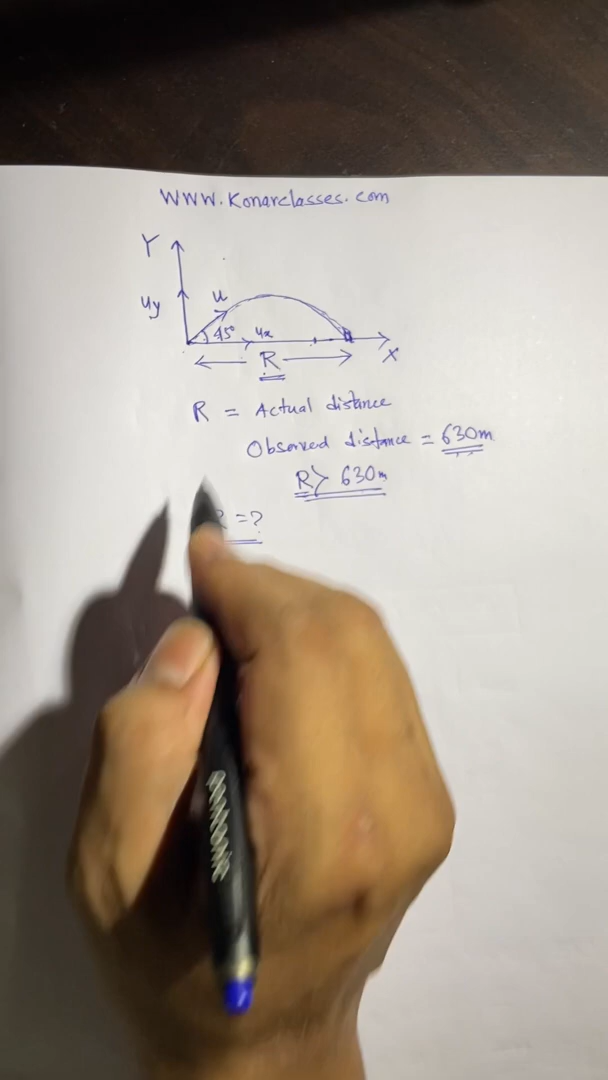 WWW.Konarclasses.com
Y
uy
u
45°
ux
R
X
R = Actual distance
Observed distance = 630m
R > 630m
R = ?